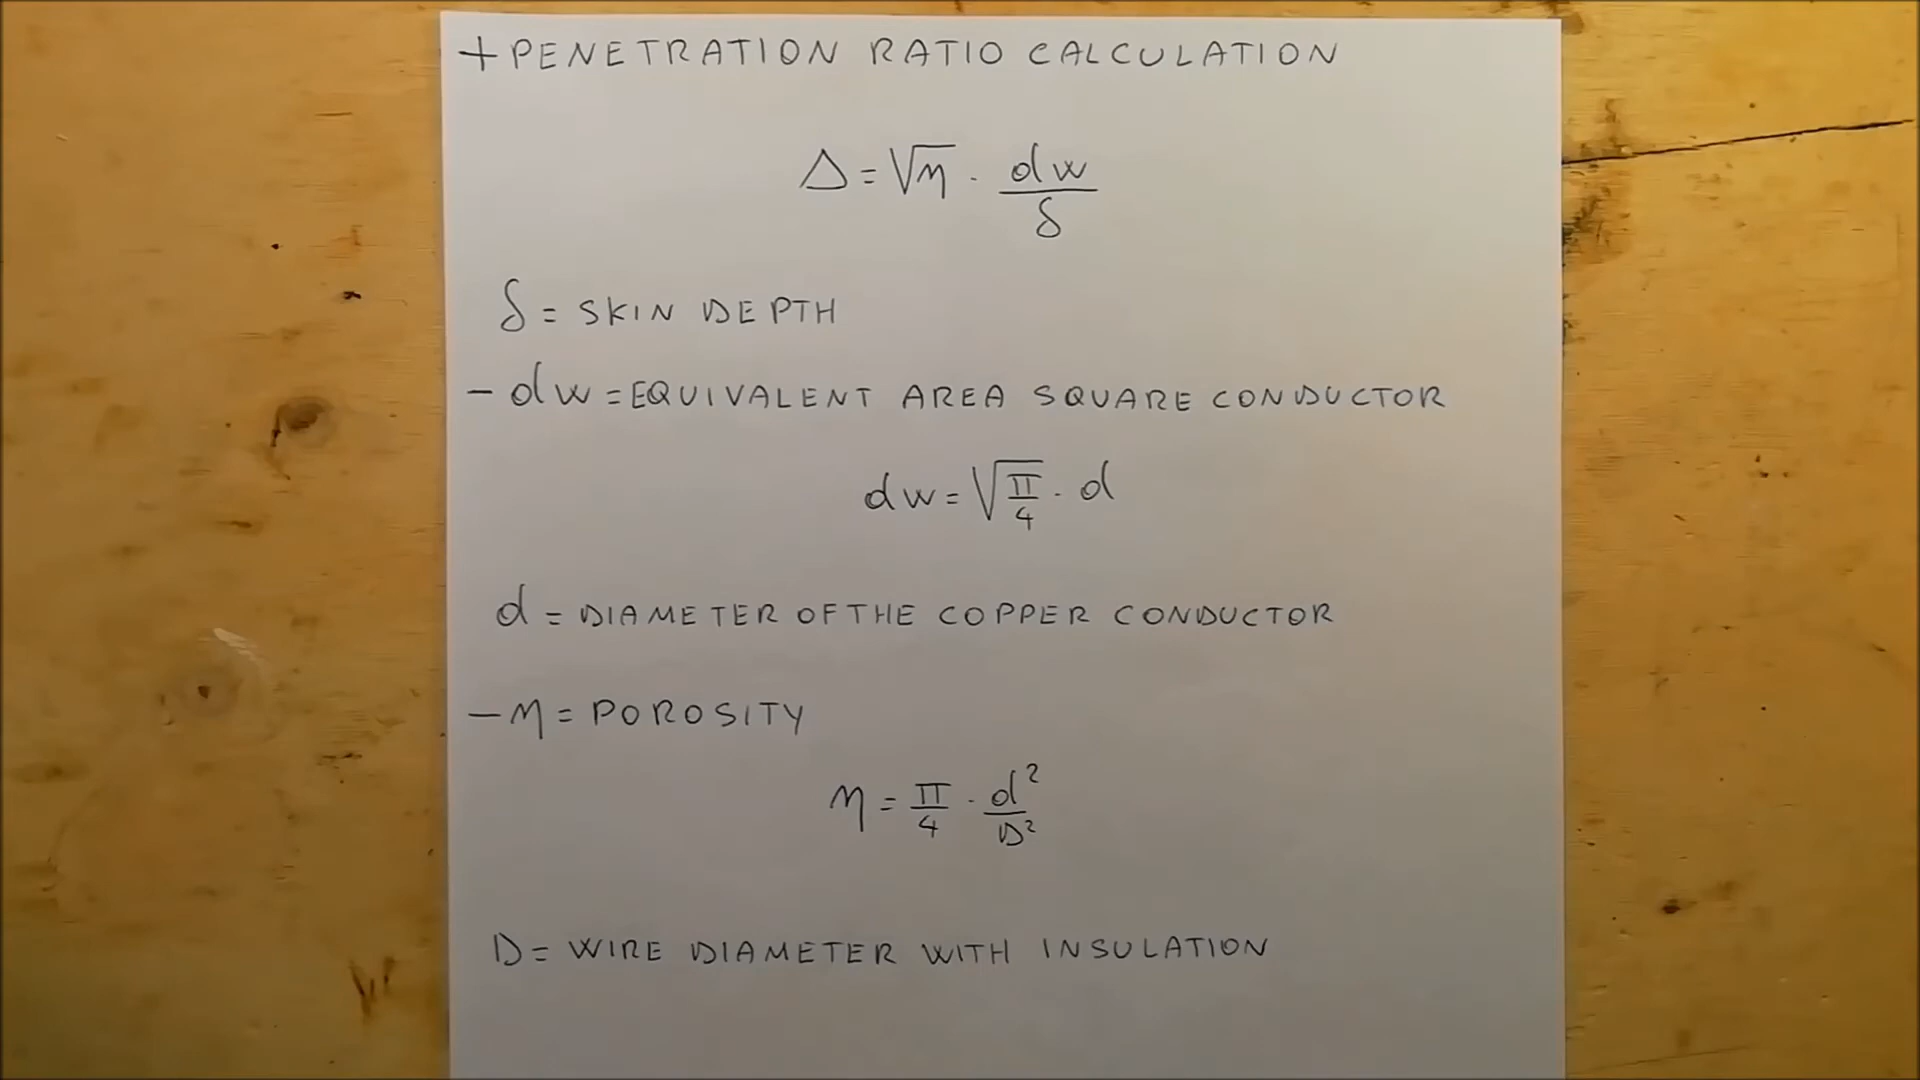 + PENETRATION RATIO CALCULATION
Δ = √η · dw/δ
δ = SKIN DEPTH
- dw = EQUIVALENT AREA SQUARE CONDUCTOR
dw = √π/4 · d
d = DIAMETER OF THE COPPER CONDUCTOR
- η = POROSITY
η = π/4 · d²/D²
D = WIRE DIAMETER WITH INSULATION